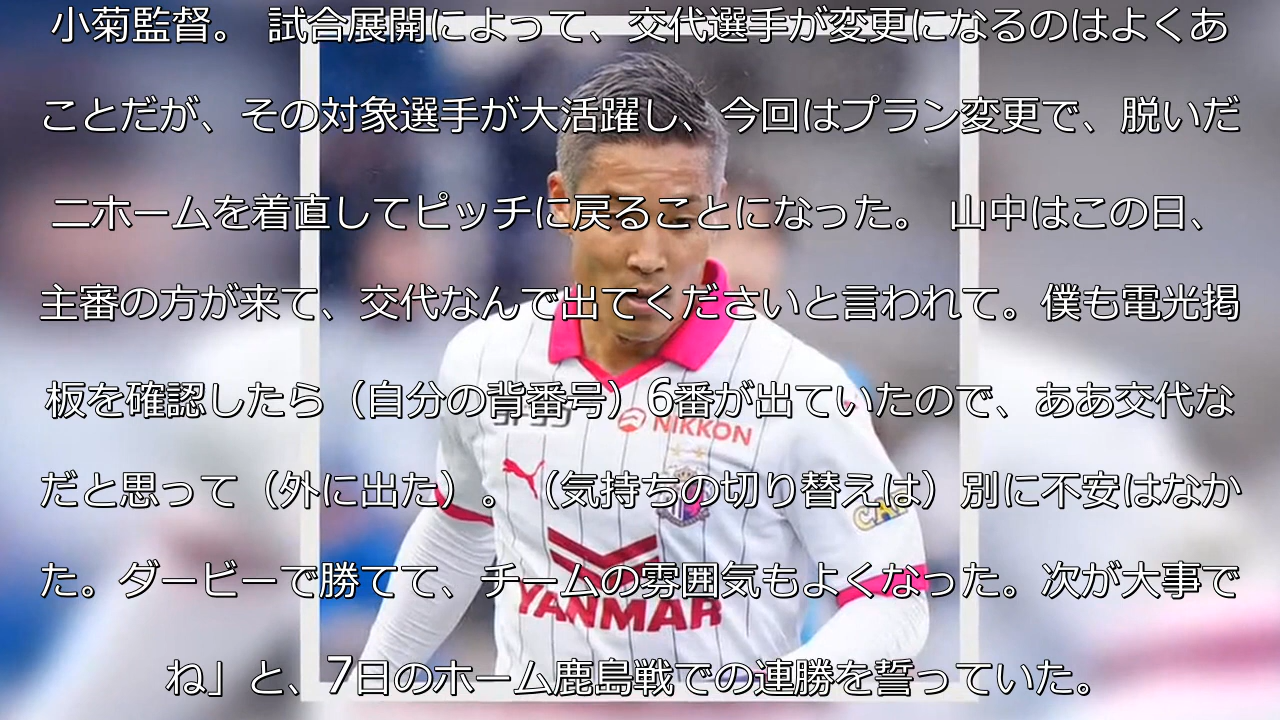 小菊監督。 試合展開によって、交代選手が変更になるのはよくあ
ことだが、その対象選手が大活躍し、今回はプラン変更で、脱いだ
ニホームを着直してピッチに戻ることになった。 山中はこの日、
主審の方が来て、交代なんで出てくださいと言われて。僕も電光掲
板を確認したら（自分の背番号）6番が出ていたので、ああ交代な
だと思って（外に出た）。（気持ちの切り替えは）別に不安はなか
た。ダービーで勝てて、チームの雰囲気もよくなった。次が大事で
ね」と、7日のホーム鹿島戦での連勝を誓っていた。
NIKKON
YANMAR